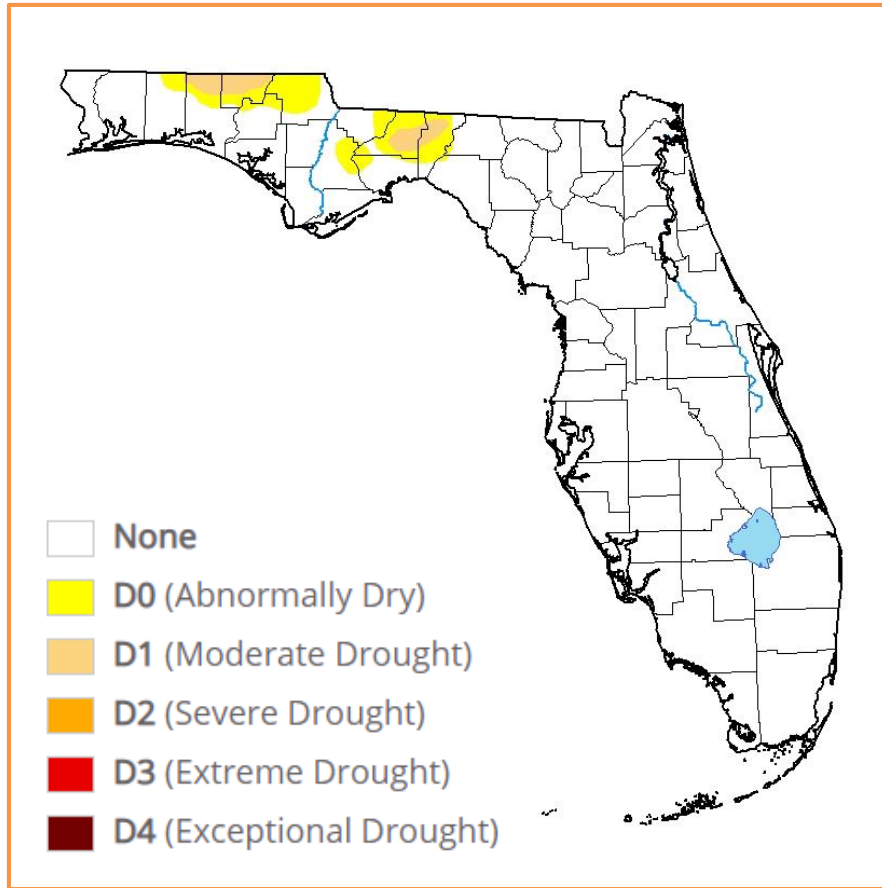 None
D0 (Abnormally Dry)
D1 (Moderate Drought)
D2 (Severe Drought)
D3 (Extreme Drought)
D4 (Exceptional Drought)